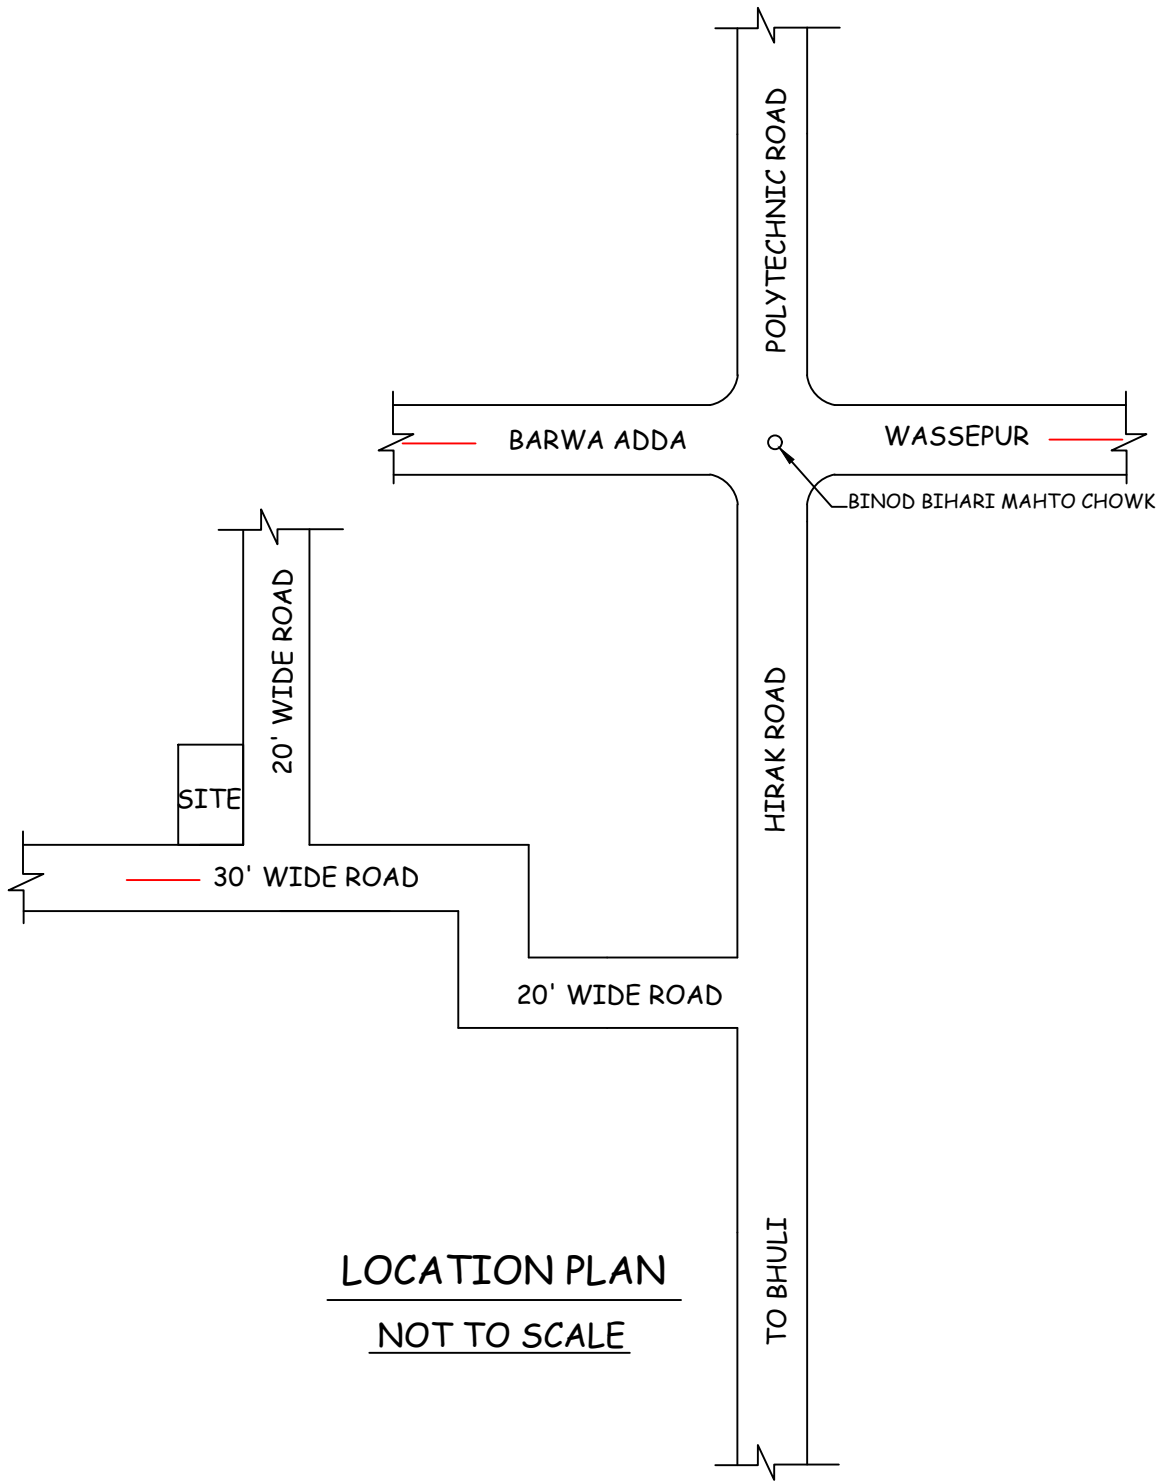 POLYTECHNIC ROAD
BARWA ADDA
WASSEPUR
BINOD BIHARI MAHTO CHOWK
20' WIDE ROAD
HIRAK ROAD
SITE
30' WIDE ROAD
20' WIDE ROAD
TO BHULI
LOCATION PLAN
NOT TO SCALE